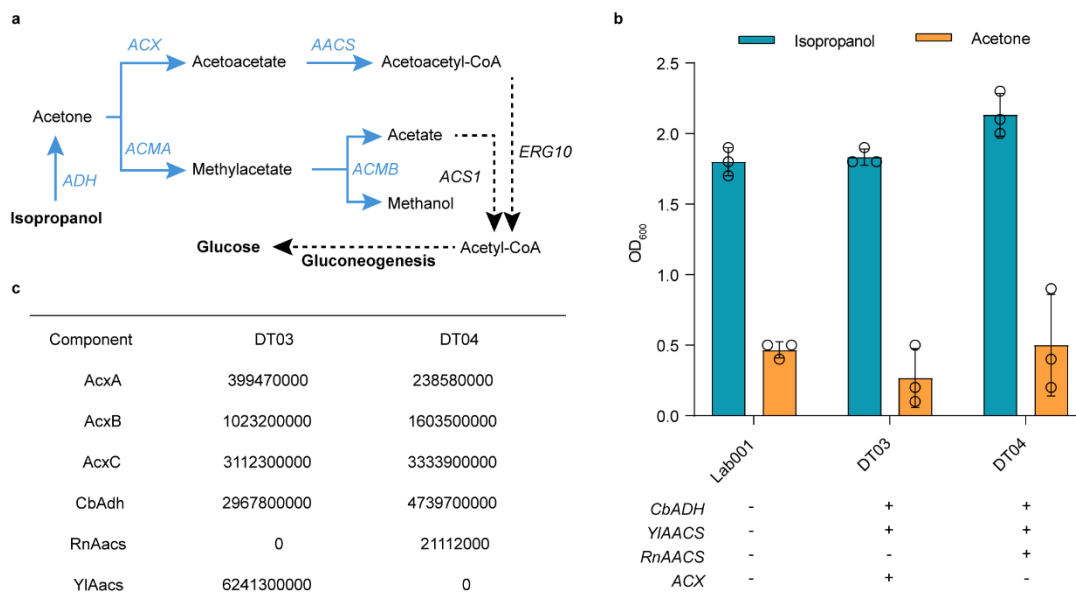 a
ACX
AACS
Acetoacetate
Acetoacetyl-CoA
Acetone
ACMA
Acetate
ERG10
Methylacetate
ACMB
ACS1
ADH
Methanol
Isopropanol
Glucose
Gluconeogenesis
Acetyl-CoA
b
Isopropanol
Acetone
2.5
2.0
1.5
1.0
0.5
0.0
OD600
Lab001
DT03
DT04
CbADH - + +
YlAACS - + +
RnAACS - - +
ACX - + -
c
Component DT03 DT04
AcxA 399470000 238580000
AcxB 1023200000 1603500000
AcxC 3112300000 3333900000
CbAdh 2967800000 4739700000
RnAacs 0 21112000
YlAacs 6241300000 0